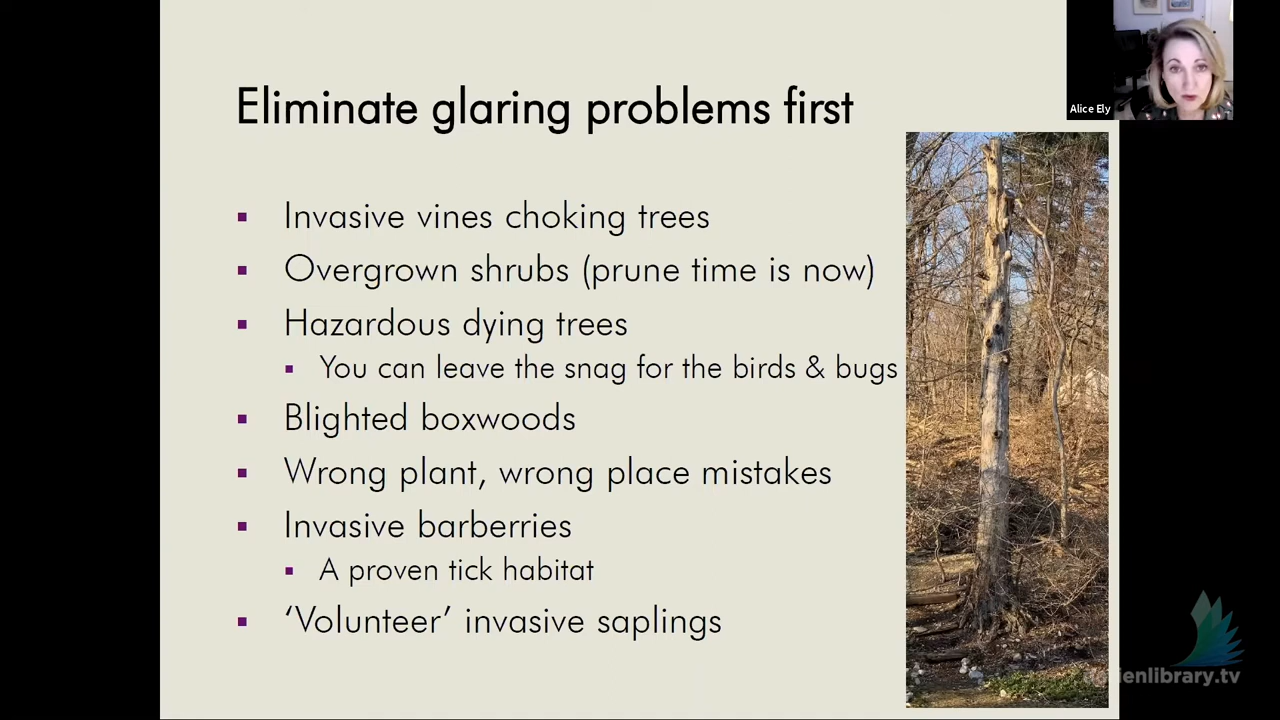 Eliminate glaring problems first
Alice Ely
Invasive vines choking trees
Overgrown shrubs (prune time is now)
Hazardous dying trees
You can leave the snag for the birds & bugs
Blighted boxwoods
Wrong plant, wrong place mistakes
Invasive barberries
A proven tick habitat
‘Volunteer’ invasive saplings
darienlibrary.tv